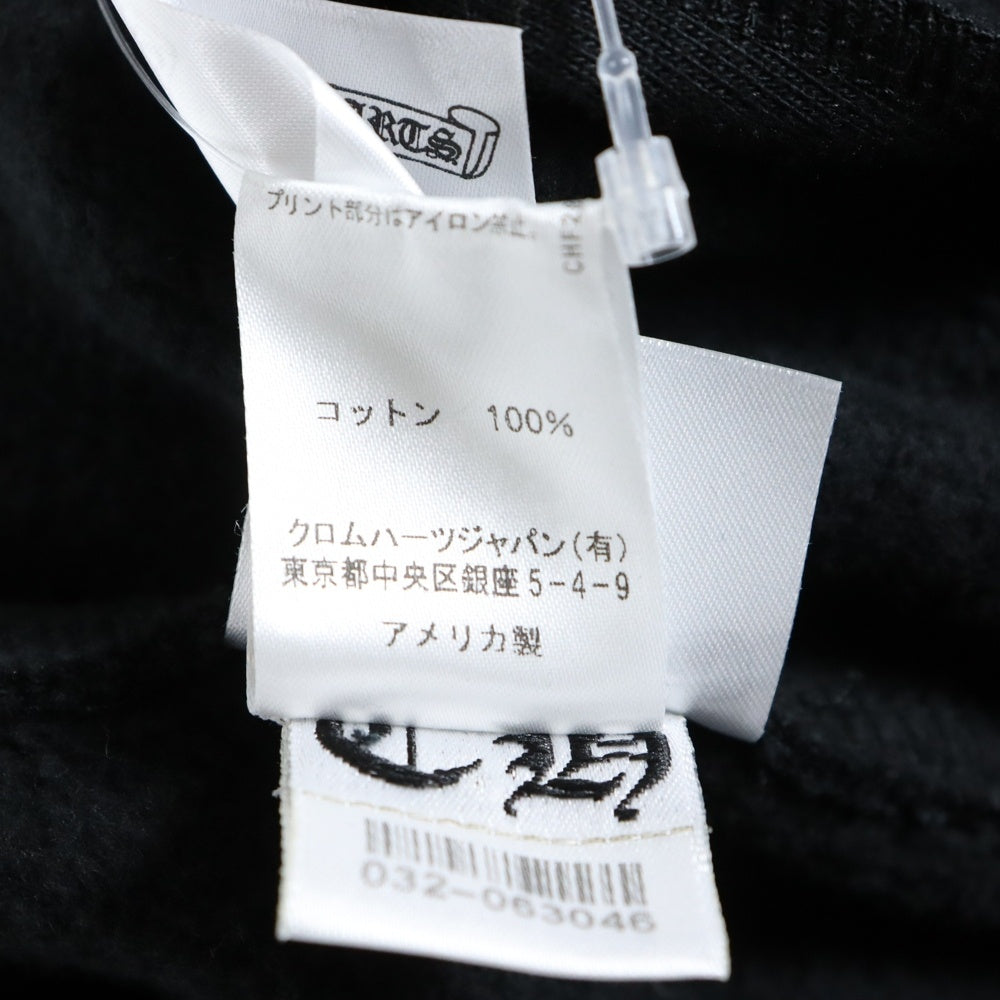 プリント部分はアイロン禁止。
コットン 100%
クロムハーツジャパン(有)
東京都中央区銀座5-4-9
アメリカ製
CH
032-063046